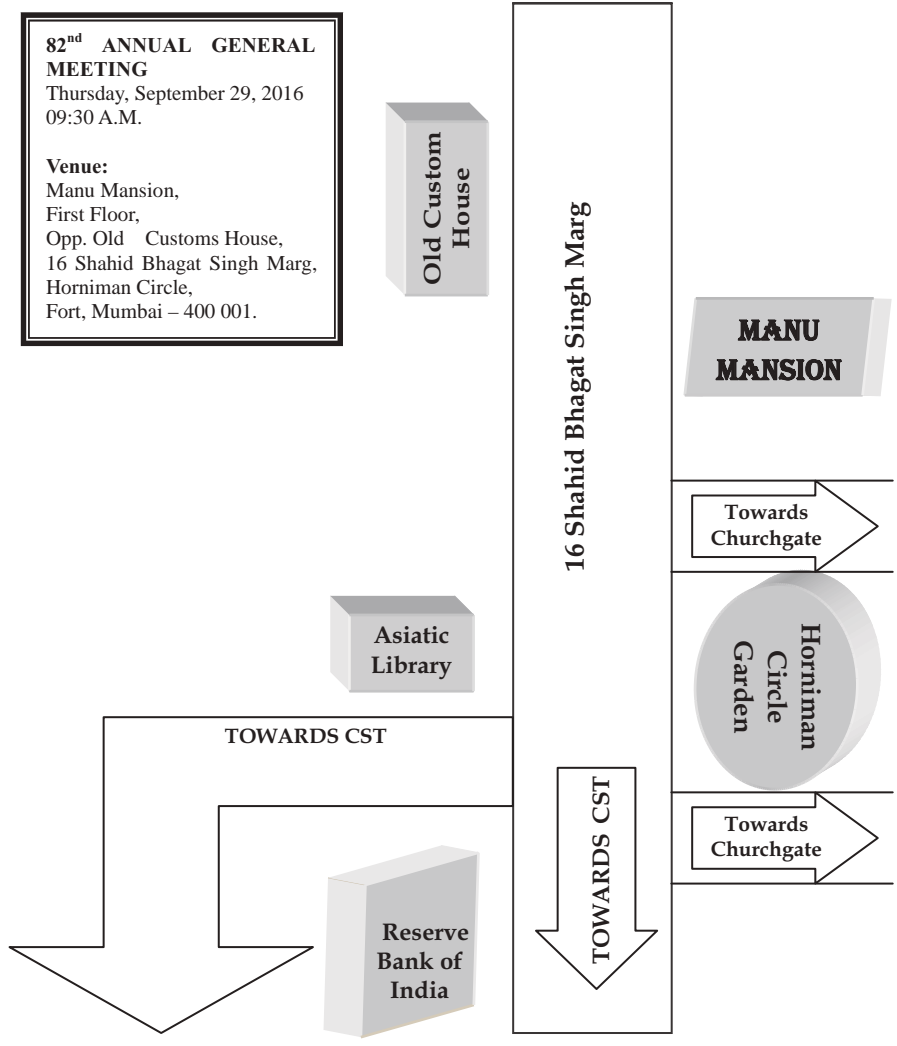 82nd ANNUAL GENERAL
MEETING
Thursday, September 29, 2016
09:30 A.M.
Venue:
Manu Mansion,
First Floor,
Opp. Old Customs House,
16 Shahid Bhagat Singh Marg,
Horniman Circle,
Fort, Mumbai – 400 001.
Old Custom
House
16 Shahid Bhagat Singh Marg
MANU
MANSION
Towards
Churchgate
Asiatic
Library
Horniman
Circle
Garden
TOWARDS CST
TOWARDS CST
Towards
Churchgate
Reserve
Bank of
India